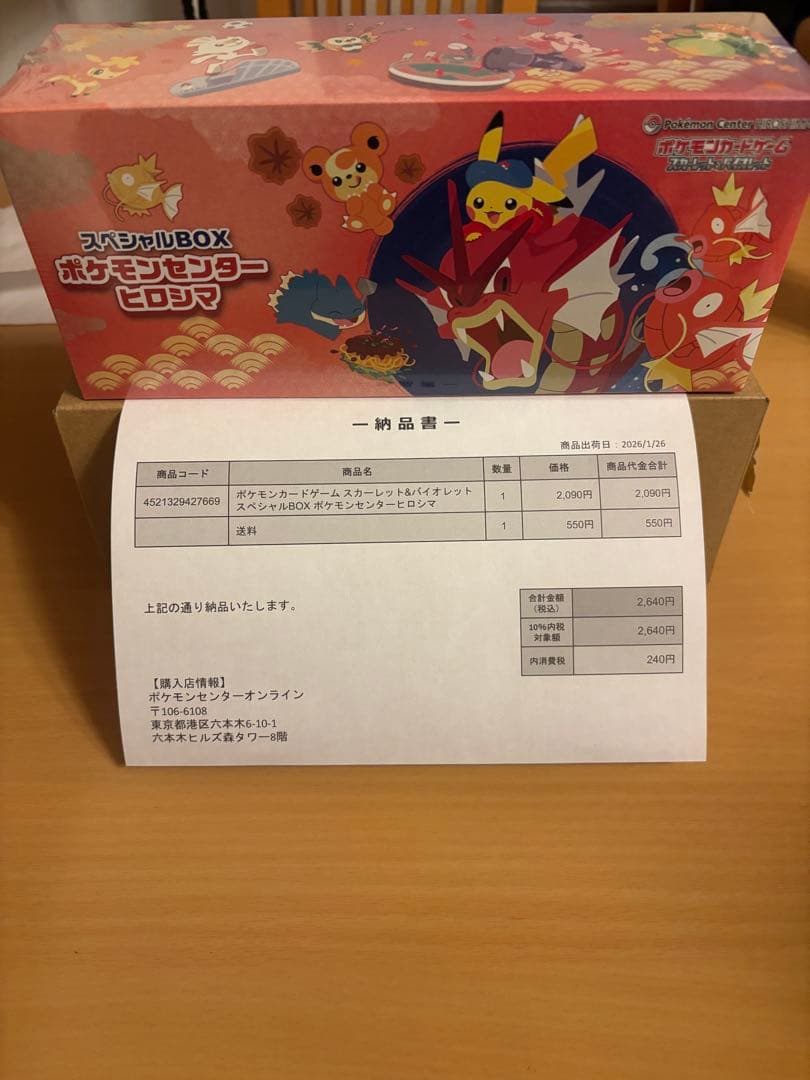 Pokémon Center HIROSHIMA
ポケモンカードゲーム
スカーレット&バイオレット
スペシャルBOX
ポケモンセンター
ヒロシマ
ー納品書ー
商品出荷日：2026/1/26
商品コード 商品名 数量 価格 商品代金合計
4521329427669 ポケモンカードゲーム スカーレット&バイオレット 1 2,090円 2,090円
スペシャルBOX ポケモンセンターヒロシマ
送料 1 550円 550円
上記の通り納品いたします。
合計金額
（税込） 2,640円
10%内税
対象額 2,640円
内消費税 240円
【購入店情報】
ポケモンセンターオンライン
〒106-6108
東京都港区六本木6-10-1
六本木ヒルズ森タワー8階